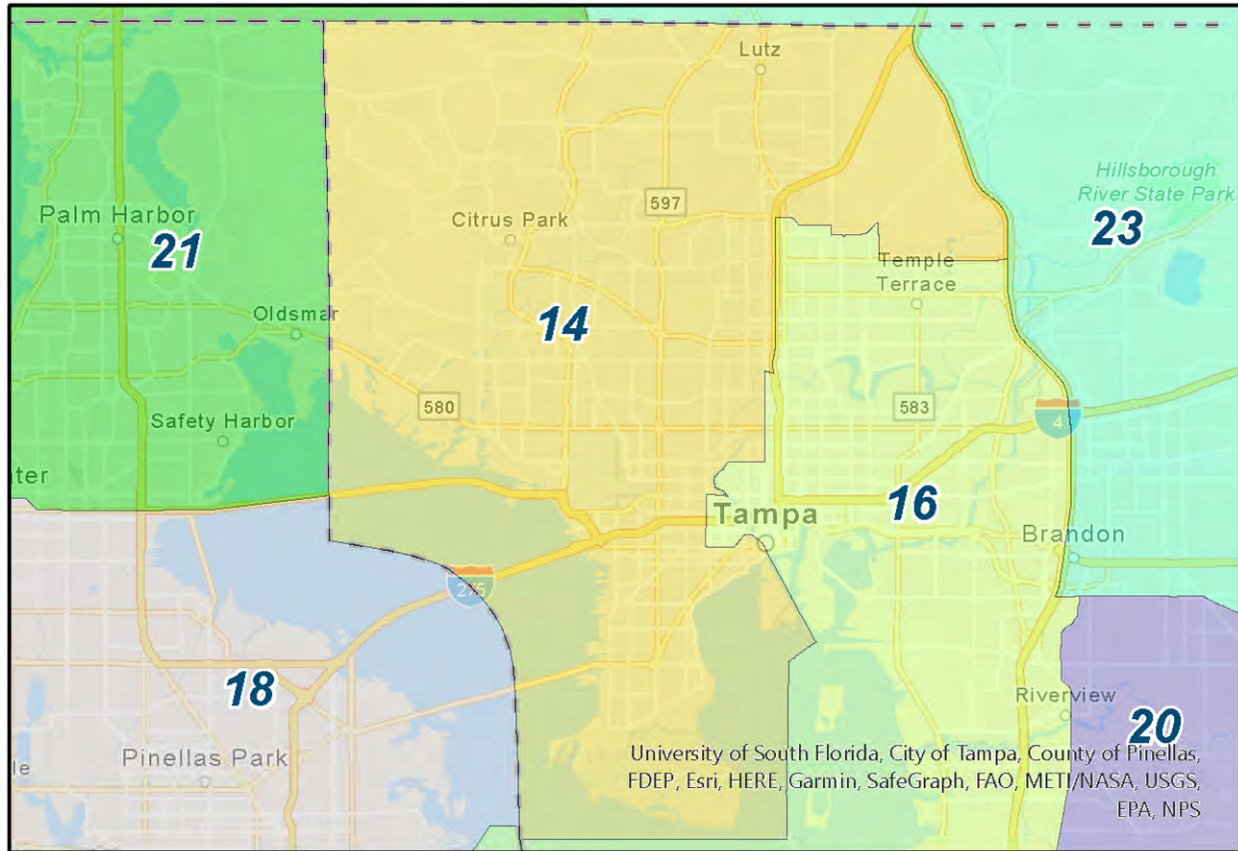 Lutz
Hillsborough
River State Park
597
Palm Harbor
Citrus Park
23
21
Temple
Terrace
Oldsmar
14
580
583
4
Safety Harbor
ter
16
Tampa
Brandon
275
18
Riverview
20
Pinellas Park
le
University of South Florida, City of Tampa, County of Pinellas,
FDEP, Esri, HERE, Garmin, SafeGraph, FAO, METI/NASA, USGS,
EPA, NPS